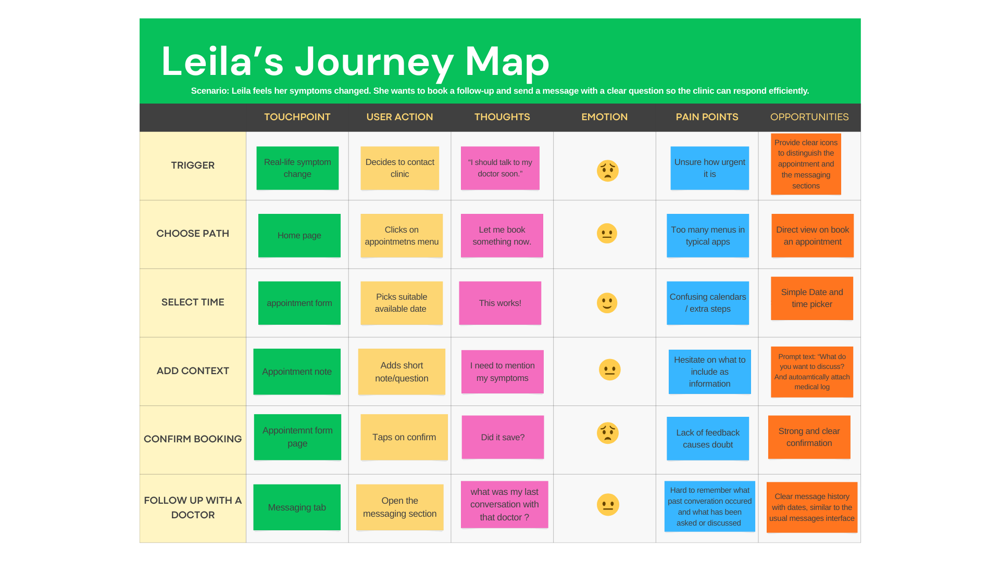 Leila’s Journey Map
Scenario: Leila feels her symptoms changed. She wants to book a follow-up and send a message with a clear question so the clinic can respond efficiently.
TOUCHPOINT
USER ACTION
THOUGHTS
EMOTION
PAIN POINTS
OPPORTUNITIES
TRIGGER
Real-life symptom
change
Decides to contact
clinic
“I should talk to my
doctor soon.”
Unsure how urgent
it is
Provide clear icons
to distinguish the
appointment and
the messaging
sections
CHOOSE PATH
Home page
Clicks on
appointmetns menu
Let me book
something now.
Too many menus in
typical apps
Direct view on book
an appointment
SELECT TIME
appointment form
Picks suitable
available date
This works!
Confusing calendars
/ extra steps
Simple Date and
time picker
ADD CONTEXT
Appointment note
Adds short
note/question
I need to mention
my symptoms
Hesitate on what to
include as
information
Prompt text: “What do
you want to discuss?
And autoamtically attach
medical log
CONFIRM BOOKING
Appointemnt form
page
Taps on confirm
Did it save?
Lack of feedback
causes doubt
Strong and clear
confirmation
FOLLOW UP WITH A
DOCTOR
Messaging tab
Open the
messaging section
what was my last
conversation with
that doctor ?
Hard to remember what
past converation occured
and what has been
asked or discussed
Clear message history
with dates, similar to the
usual messages interface